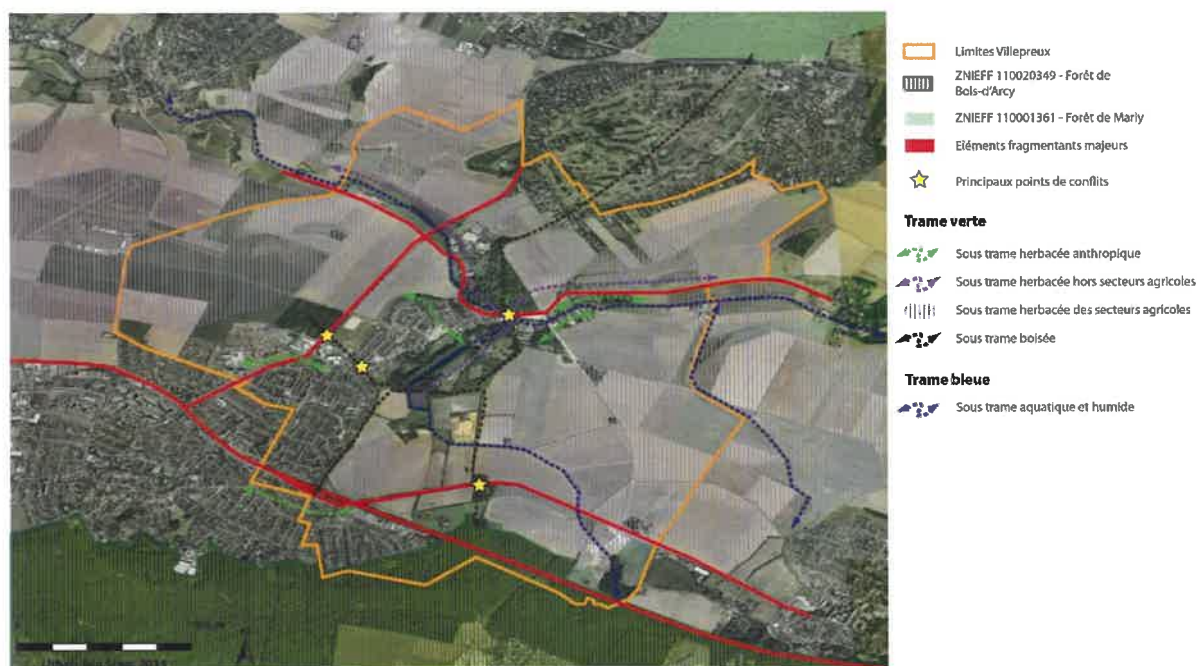 Limites Villepreux
ZNIEFF 110020349 - Forêt de
Bois-d'Arcy
ZNIEFF 110001361 - Forêt de Marly
Eléments fragmentants majeurs
Principaux points de conflits
Trame verte
Sous trame herbacée anthropique
Sous trame herbacée hors secteurs agricoles
Sous trame herbacée des secteurs agricoles
Sous trame boisée
Trame bleue
Sous trame aquatique et humide